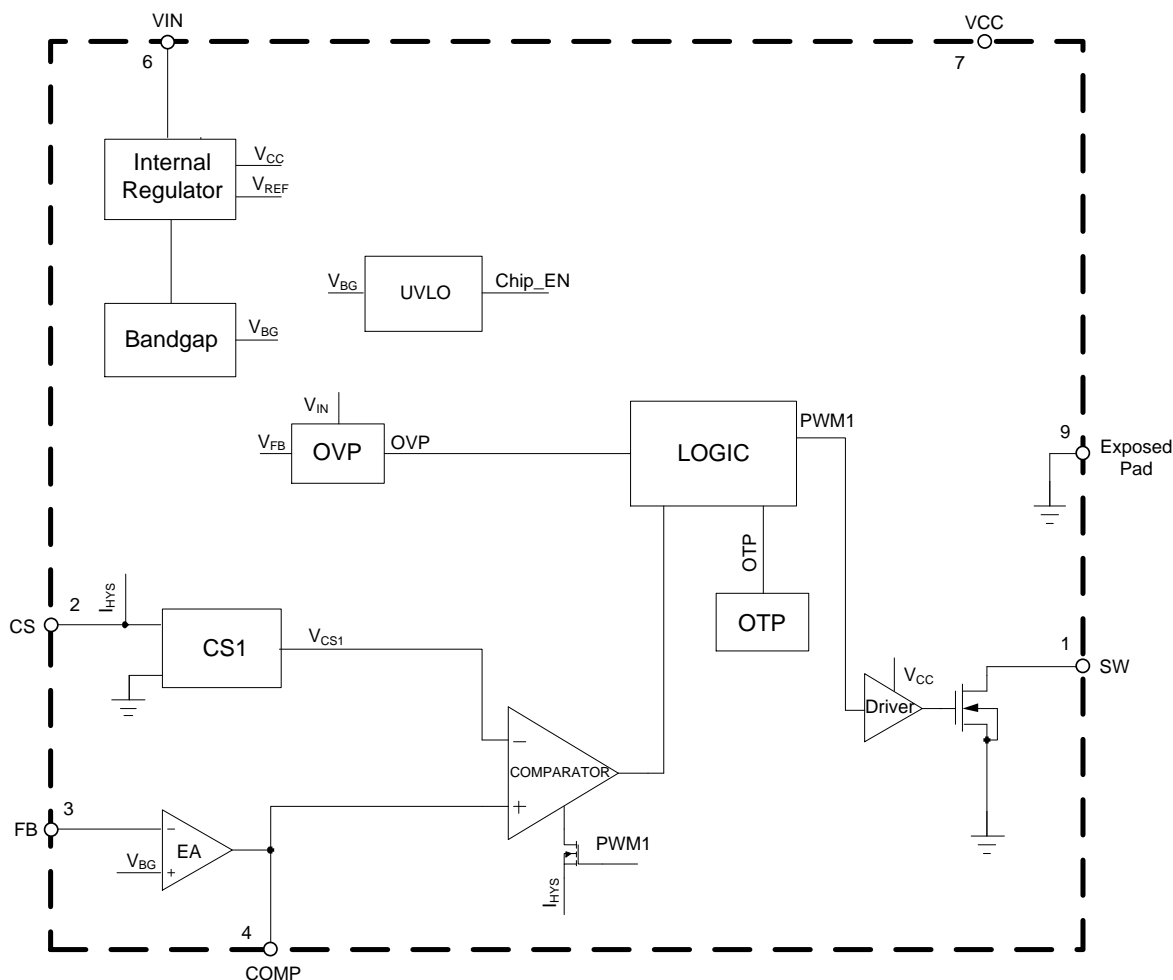 VIN
VCC
6
7
Internal
Regulator
VCC
VREF
VBG
UVLO
Chip_EN
Bandgap
VBG
VIN
VFB
OVP
OVP
LOGIC
PWM1
9
Exposed
Pad
OTP
OTP
2
IHYS
CS
CS1
VCS1
1
SW
VCC
Driver
−
COMPARATOR
+
3
FB
−
EA
VBG
+
PWM1
IHYS
4
COMP